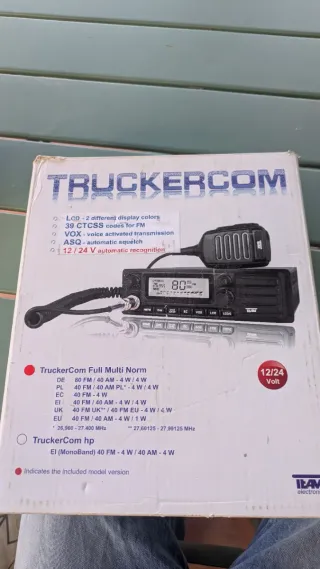 TRUCKERCOM
LCD - 2 different display colors
39 CTCSS codes for FM
VOX - voice activated transmission
ASQ - automatic squelch
12 / 24 V automatic recognition
80
12/24
Volt
TruckerCom Full Multi Norm
DE 80 FM / 40 AM - 4 W / 4 W
PL 40 FM / 40 AM PL* - 4 W / 4 W
EC 40 FM - 4 W
EI 40 FM / 40 AM - 4 W / 4 W
UK 40 FM UK** / 40 FM EU - 4 W / 4 W
EU 40 FM / 40 AM - 4 W / 1 W
* 26,960 - 27,400 MHz ** 27,60125 - 27,99125 MHz
TruckerCom hp
EI (MonoBand) 40 FM - 4 W / 40 AM - 4 W
Indicates the included model version
TEAM
electronic